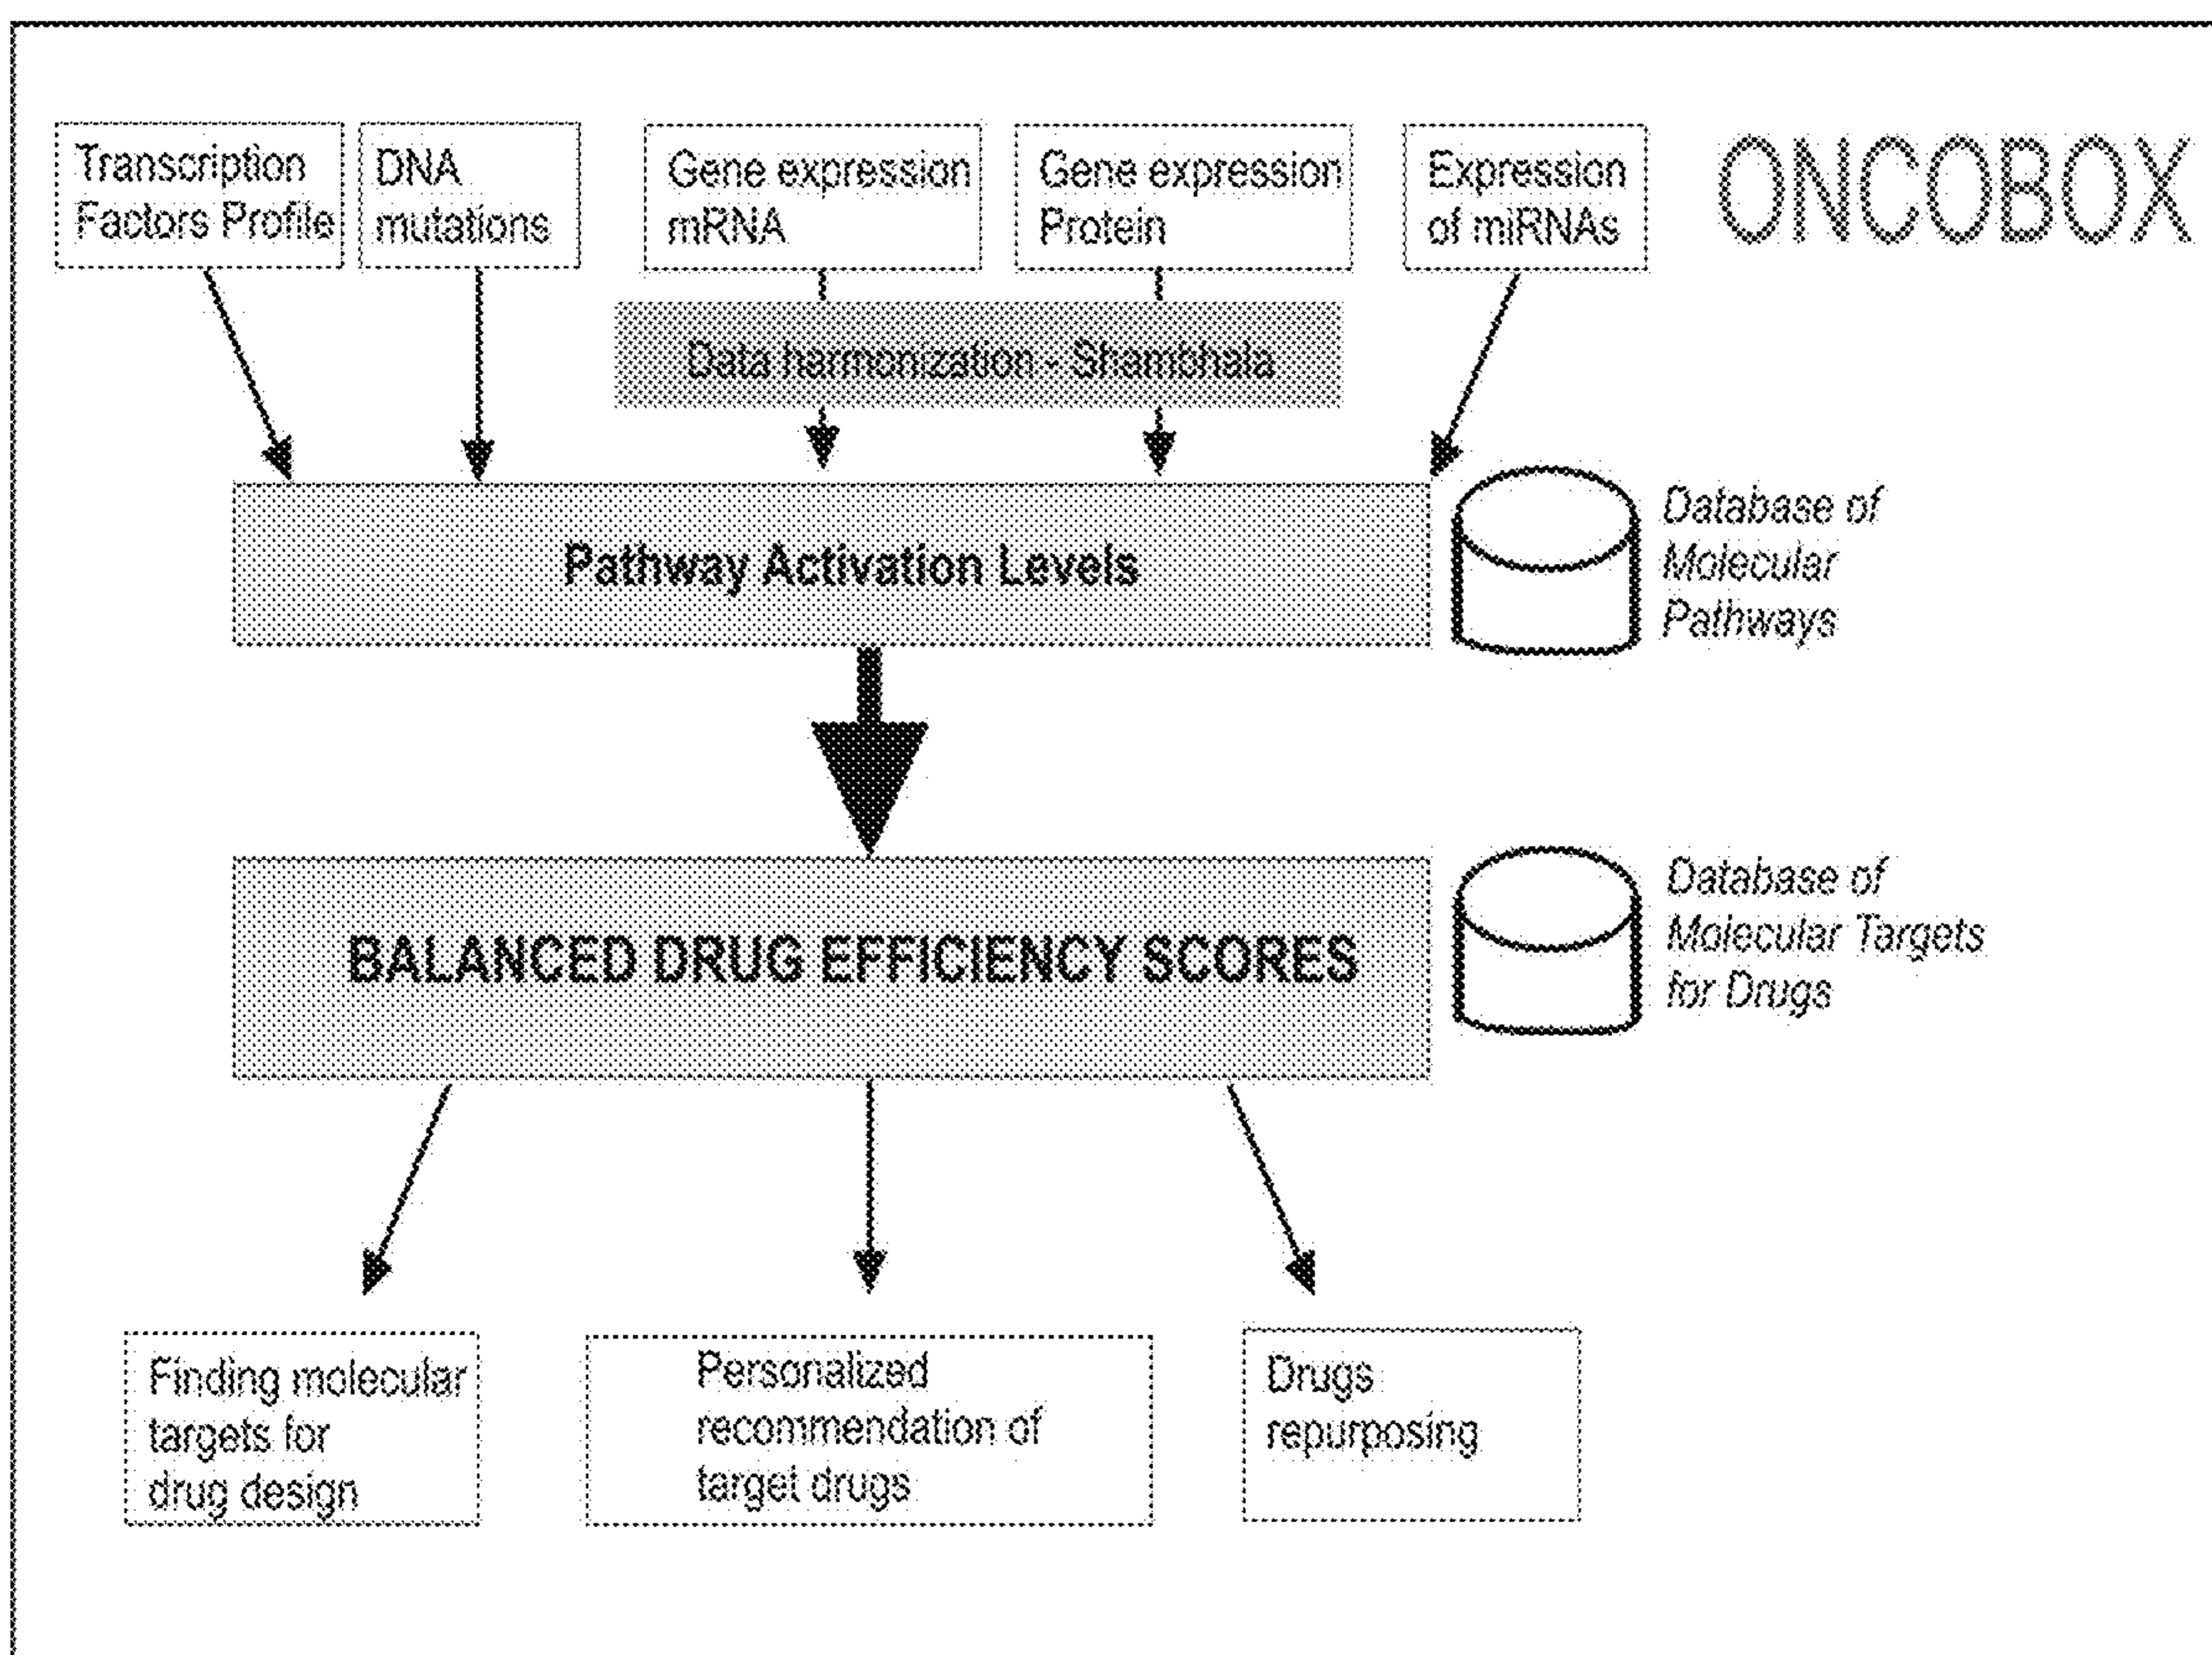 Transcription
Factors Profile
DNA
mutations
Gene expression
mRNA
Gene expression
Protein
Expression
of miRNAs
ONCOBOX
Data harmonization - Shambhala
Pathway Activation Levels
Database of
Molecular
Pathways
BALANCED DRUG EFFICIENCY SCORES
Database of
Molecular Targets
for Drugs
Finding molecular
targets for
drug design
Personalized
recommendation of
target drugs
Drugs
repurposing